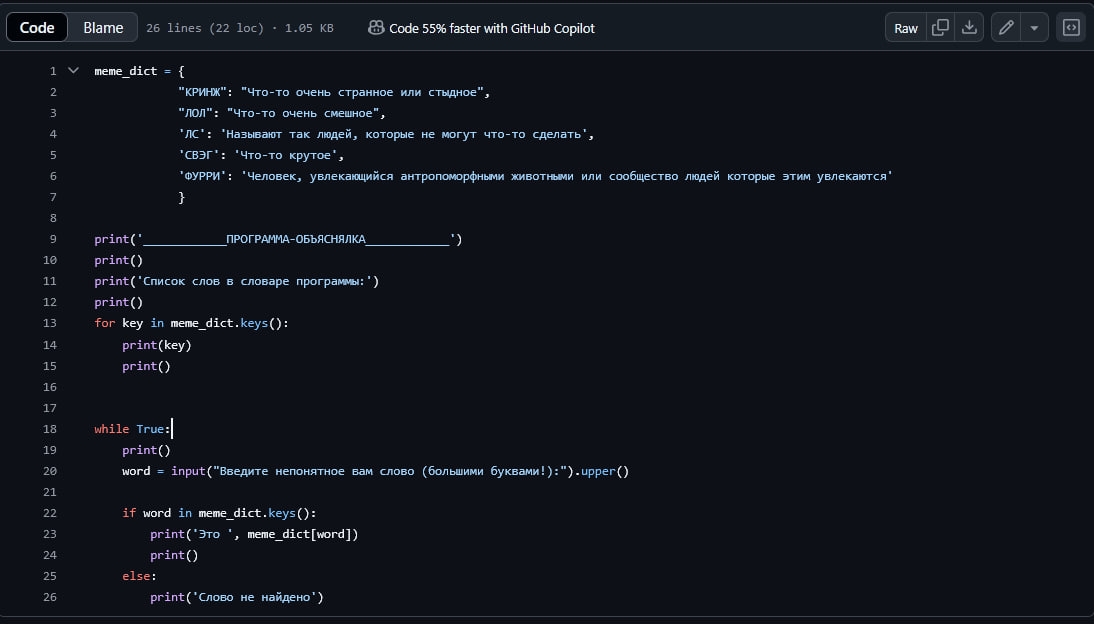 Code Blame 26 lines (22 loc) · 1.05 KB Code 55% faster with GitHub Copilot Raw
1 meme_dict = {
2 "КРИНЖ": "Что-то очень странное или стыдное",
3 "ЛОЛ": "Что-то очень смешное",
4 'ЛС': 'Называют так людей, которые не могут что-то сделать',
5 'СВЭГ': 'Что-то крутое',
6 'ФУРРИ': 'Человек, увлекающийся антропоморфными животными или сообщество людей которые этим увлекаются'
7 }
8
9 print('____________ПРОГРАММА-ОБЪЯСНЯЛКА____________')
10 print()
11 print('Список слов в словаре программы:')
12 print()
13 for key in meme_dict.keys():
14 print(key)
15 print()
16
17
18 while True:
19 print()
20 word = input("Введите непонятное вам слово (большими буквами!):").upper()
21
22 if word in meme_dict.keys():
23 print('Это ', meme_dict[word])
24 print()
25 else:
26 print('Слово не найдено')